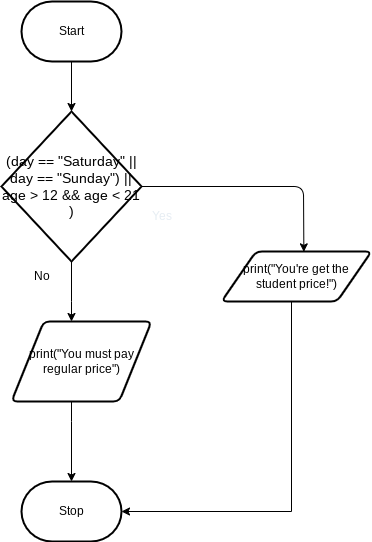 Start
(day == "Saturday" ||
day == "Sunday") ||
age > 12 && age < 21
)
Yes
No
print("You're get the
student price!")
print("You must pay
regular price")
Stop